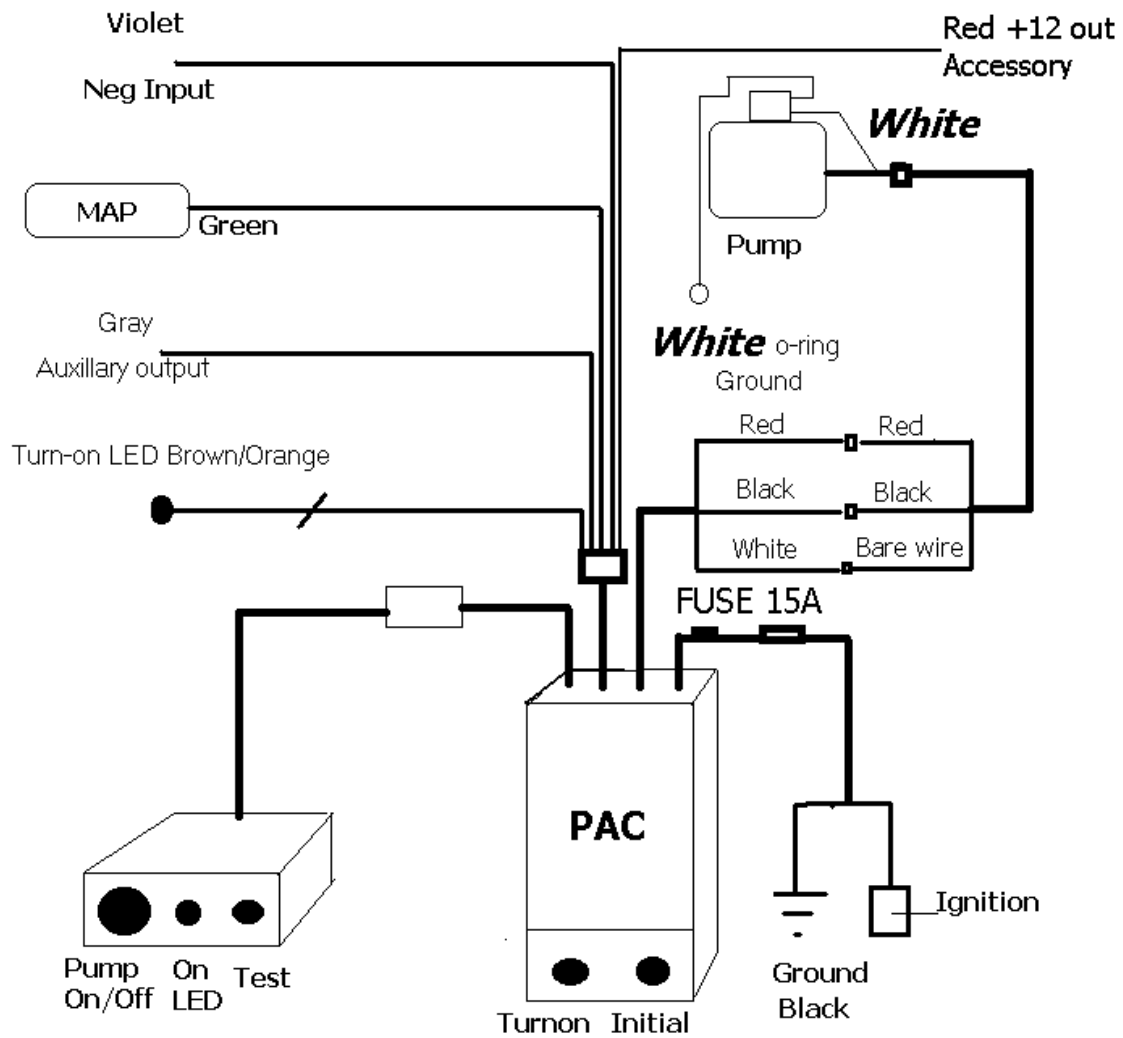 Violet
Neg Input
Red +12 out
Accessory
White
MAP
Green
Pump
Gray
Auxillary output
White o-ring
Ground
Red
Red
Turn-on LED Brown/Orange
Black
Black
White
Bare wire
FUSE 15A
PAC
Ignition
Pump
On/Off
On
LED
Test
Ground
Black
Turnon
Initial